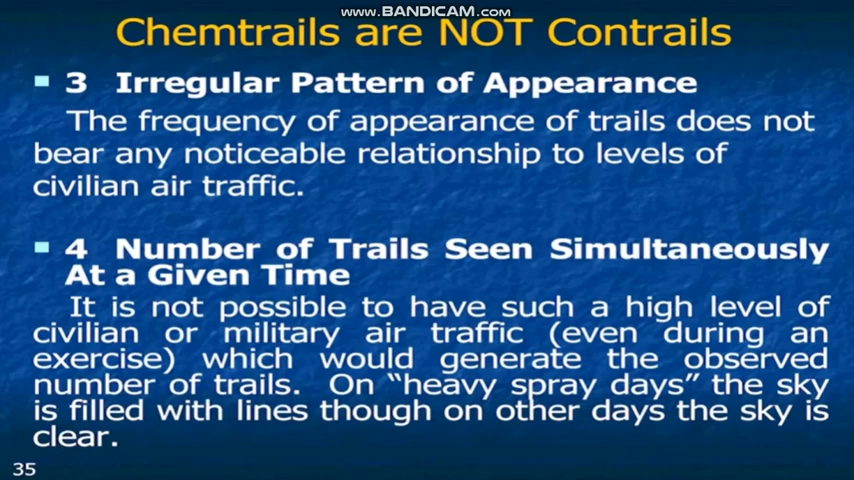 www.BANDICAM.com
Chemtrails are NOT Contrails
3 Irregular Pattern of Appearance
The frequency of appearance of trails does not
bear any noticeable relationship to levels of
civilian air traffic.
4 Number of Trails Seen Simultaneously
At a Given Time
It is not possible to have such a high level of
civilian or military air traffic (even during an
exercise) which would generate the observed
number of trails. On “heavy spray days” the sky
is filled with lines though on other days the sky is
clear.
35